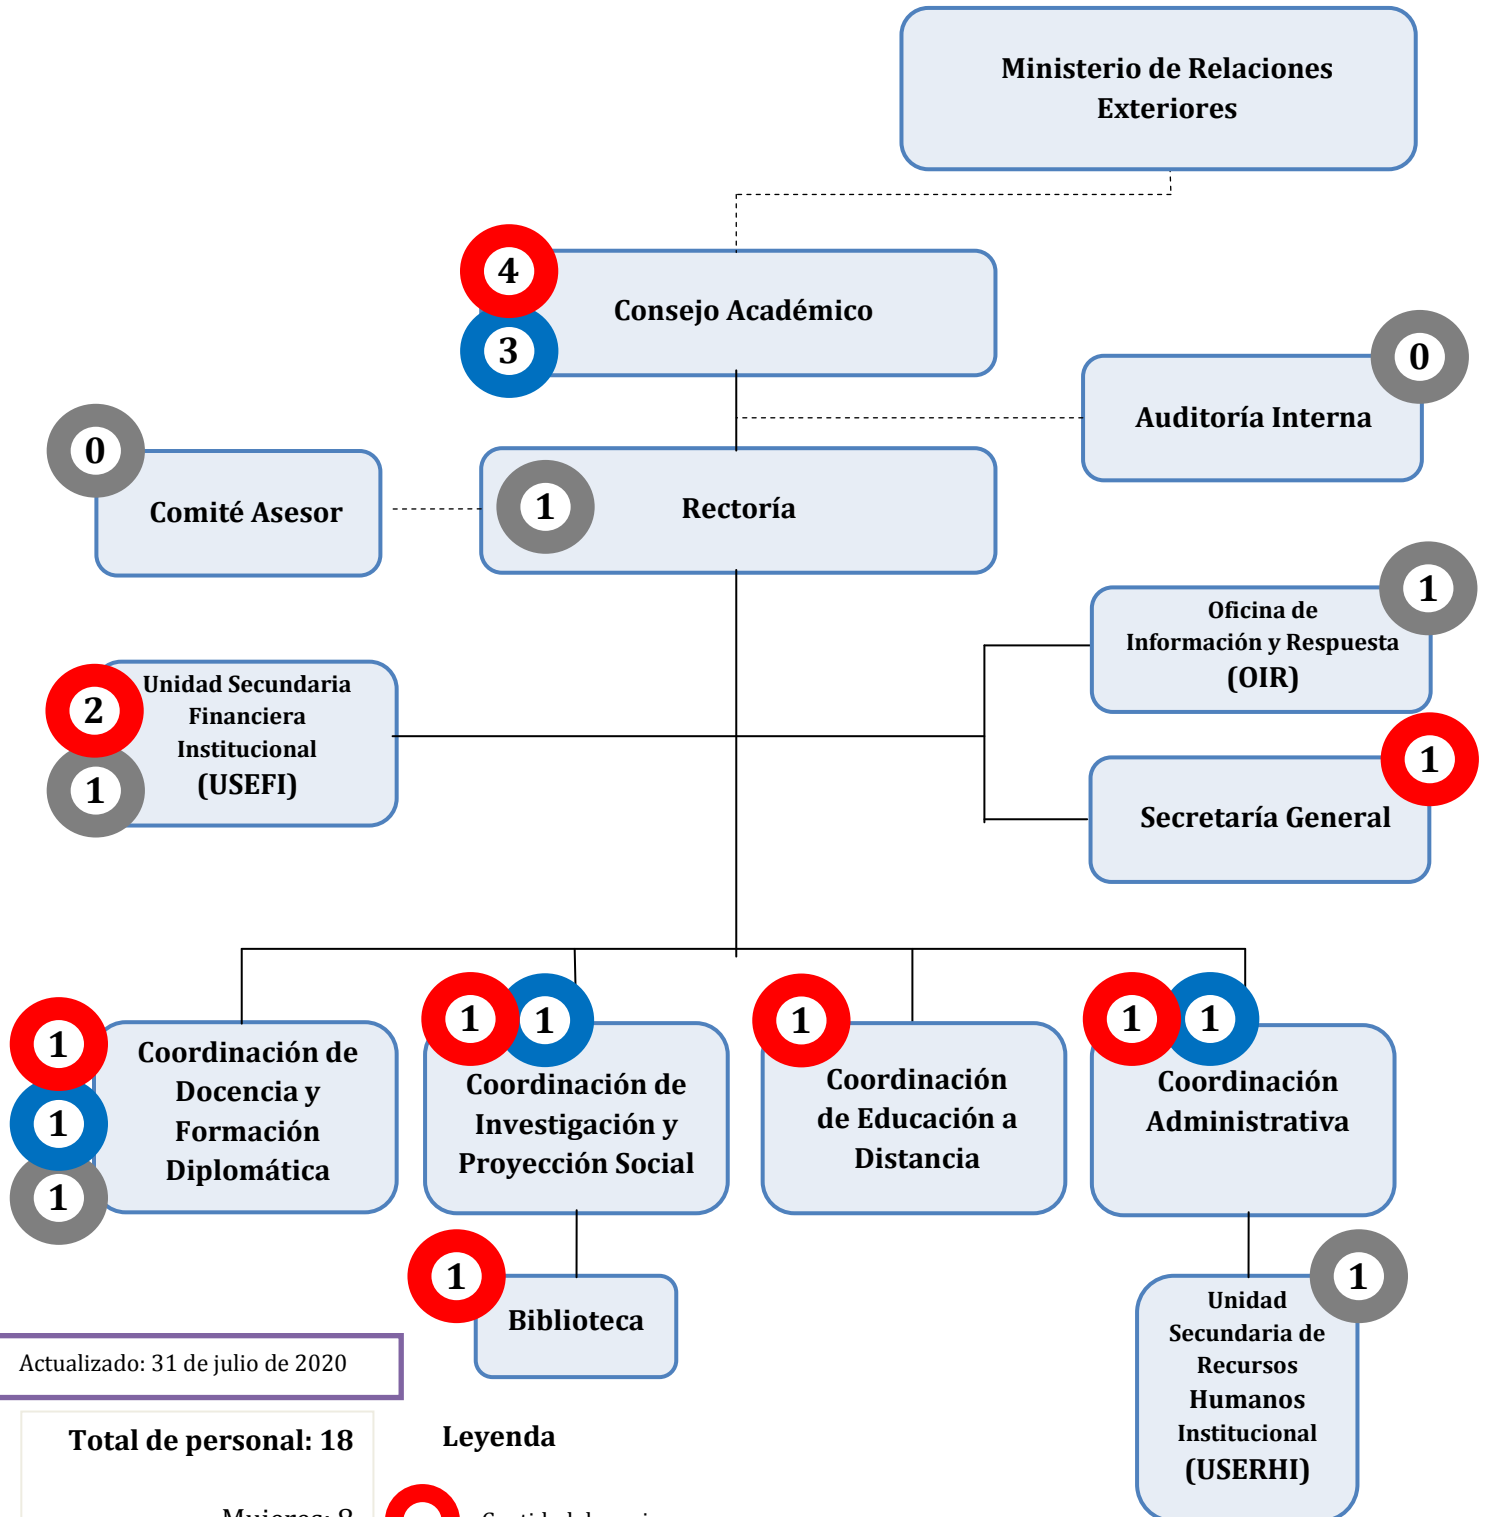 Ministerio de Relaciones
Exteriores
4
Consejo Académico
3
0
Auditoría Interna
0
Comité Asesor
1
Rectoría
1
Oficina de
Información y Respuesta
(OIR)
2
Unidad Secundaria
Financiera
Institucional
(USEFI)
1
1
Secretaría General
1
1
1
Coordinación de
Docencia y
Formación
Diplomática
1
1
Coordinación de
Investigación y
Proyección Social
1
Coordinación
de Educación a
Distancia
1
1
Coordinación
Administrativa
1
Biblioteca
1
Unidad
Secundaria de
Recursos
Humanos
Institucional
(USERHI)
Actualizado: 31 de julio de 2020
Total de personal: 18
Leyenda
Mujeres: 8